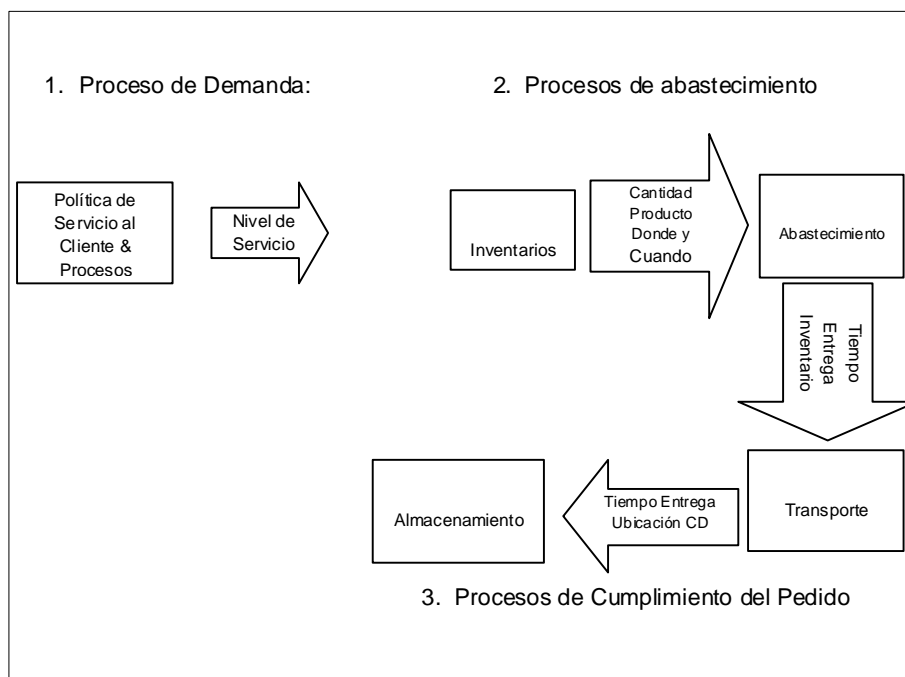 1. Proceso de Demanda:
2. Procesos de abastecimiento
Política de
Servicio al
Cliente &
Procesos
Nivel de
Servicio
Inventarios
Cantidad
Producto
Donde y
Cuando
Abastecimiento
Tiempo
Entrega
Inventario
Transporte
Tiempo Entrega
Ubicación CD
Almacenamiento
3. Procesos de Cumplimiento del Pedido